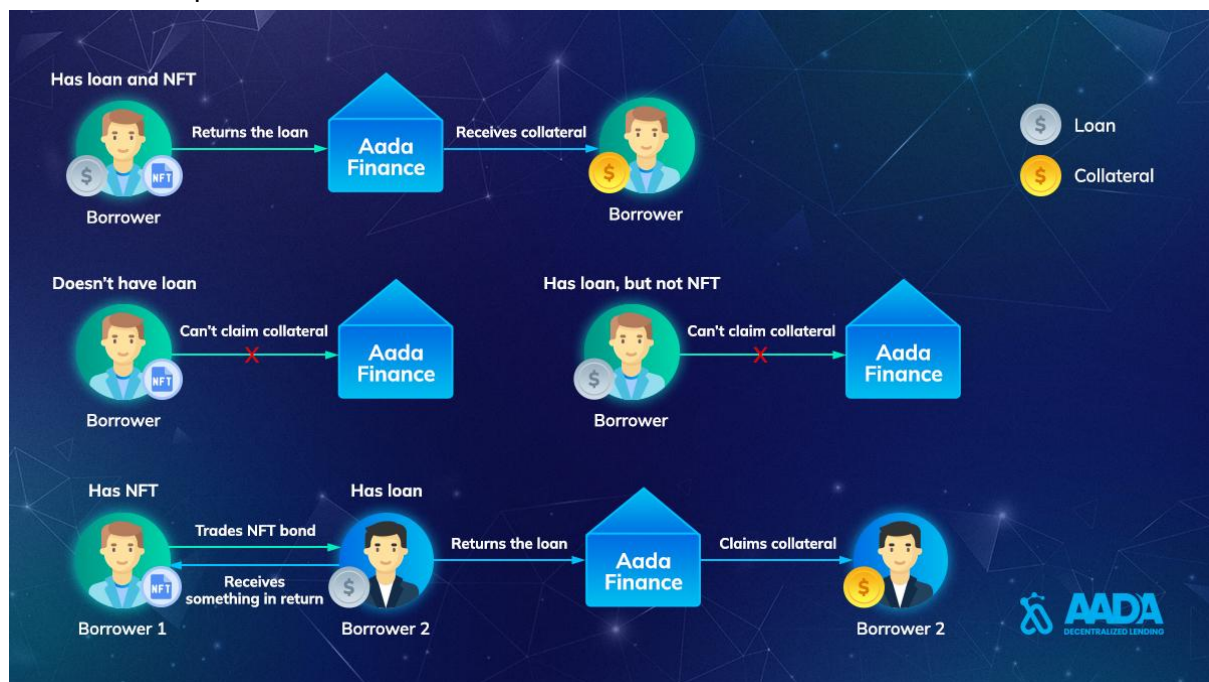 Has loan and NFT
Returns the loan
Receives collateral
Aada
Finance
$
NFT
$
Borrower
Borrower
$ Loan
$ Collateral
Doesn't have loan
Has loan, but not NFT
Can't claim collateral
X
Aada
Finance
NFT
Borrower
Can't claim collateral
X
Aada
Finance
$
Borrower
Has NFT
Has loan
Trades NFT bond
Receives
something in return
Returns the loan
Aada
Finance
Claims collateral
NFT
$
$
Borrower 1
Borrower 2
Borrower 2
AADA
DECENTRALIZED LENDING